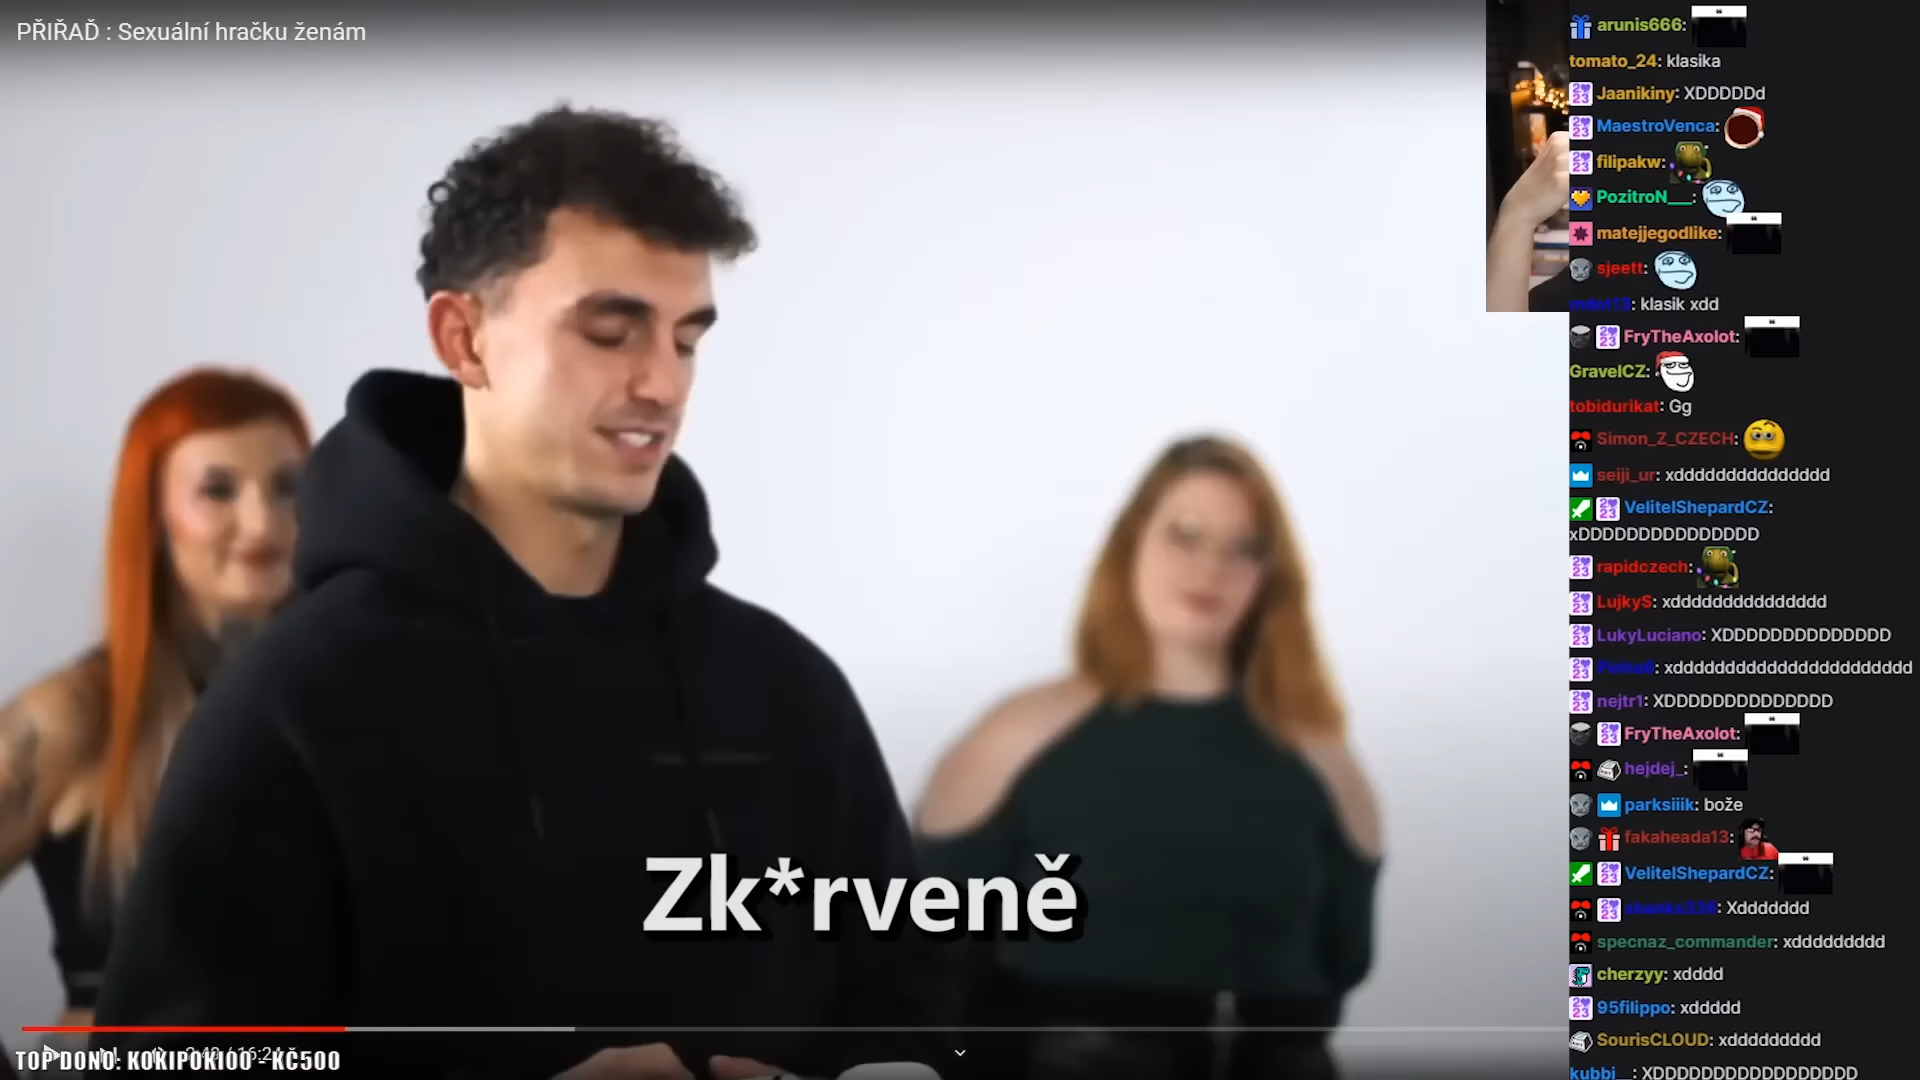 PŘIŘAĎ : Sexuální hračku ženám
Zk*rveně
TOP DONO: KOKIPOKI00 - KČ500
arunis666:
tomato_24: klasika
Jaanikiny: XDDDDDd
MaestroVenca:
filipakw:
PozitroN___:
matejjegodlike:
sjeett:
: klasik xdd
FryTheAxolot:
GravelCZ:
tobidurikat: Gg
Simon_Z_CZECH:
seiji_ur: xddddddddddddddd
VelitelShepardCZ:
xDDDDDDDDDDDDDDD
rapidczech:
LujkyS: xddddddddddddddd
LukyLuciano: XDDDDDDDDDDDDDD
: xddddddddddddddddddddddd
nejtr1: XDDDDDDDDDDDDDD
FryTheAxolot:
hejdej_:
parksiiik: bože
fakaheada13:
VelitelShepardCZ:
: Xddddddd
specnaz_commander: xddddddddd
cherzyy: xdddd
95filippo: xddddd
SourisCLOUD: xddddddddd
kubbi__: XDDDDDDDDDDDDDDDDD